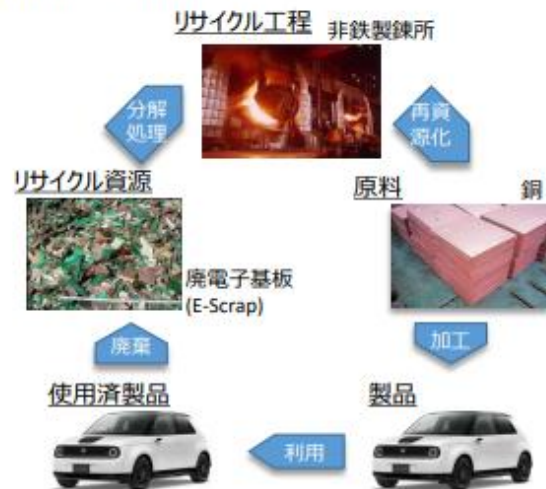 リサイクル工程
非鉄製錬所
分解
処理
再資
源化
リサイクル資源
原料
銅
廃電子基板
(E-Scrap)
廃棄
加工
使用済製品
製品
利用